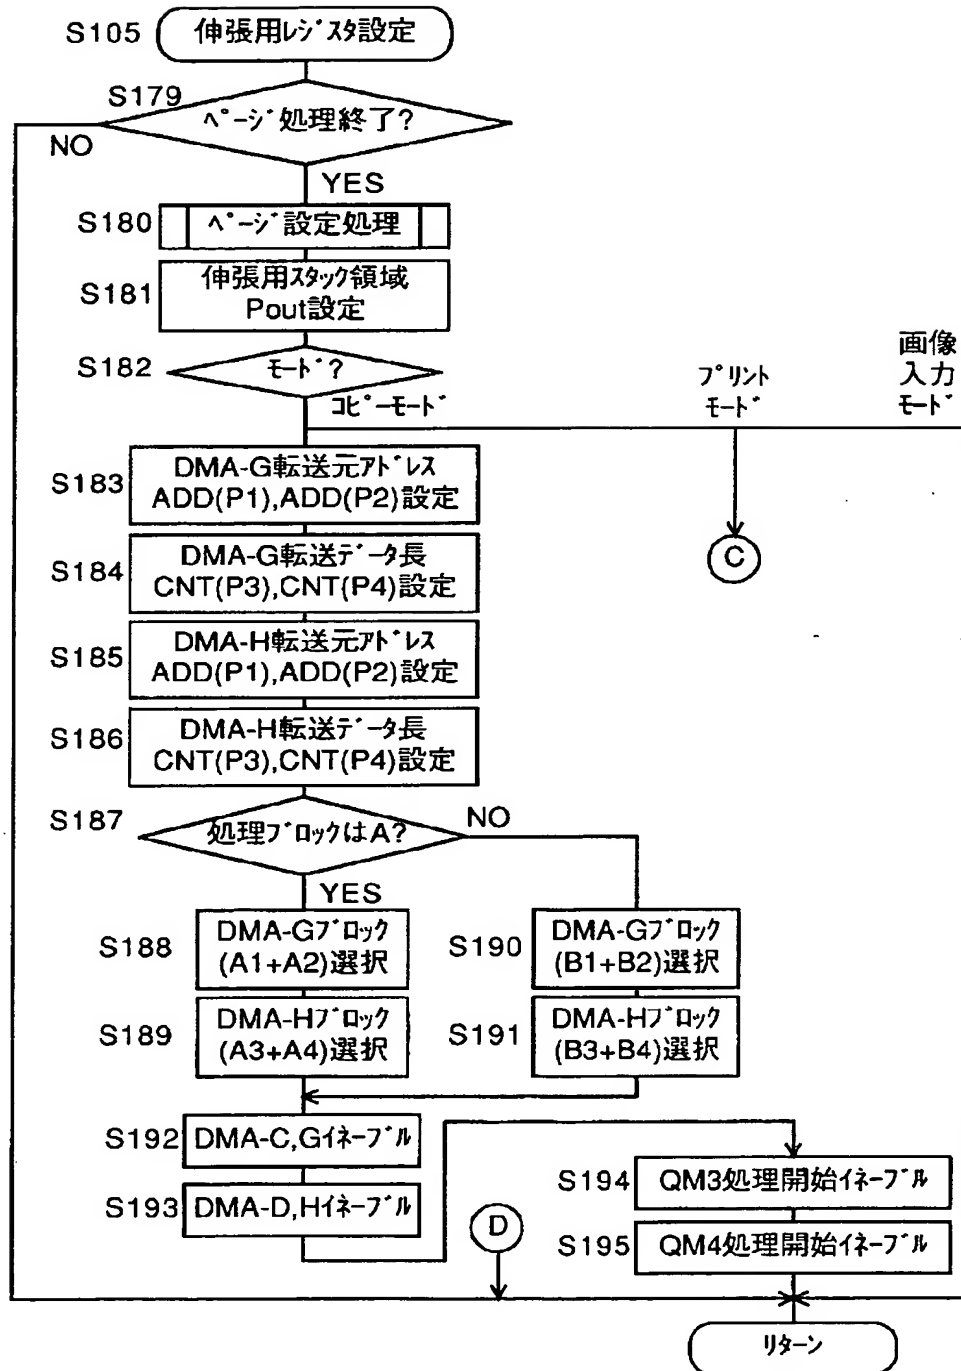 S105
伸張用ﾚｼﾞｽﾀ設定
S179
ﾍﾟｰｼﾞ処理終了?
NO
YES
S180
ﾍﾟｰｼﾞ設定処理
S181
伸張用ｽﾀｯｸ領域
Pout設定
S182
ﾓｰﾄﾞ?
ｺﾋﾟｰﾓｰﾄﾞ
ﾌﾟﾘﾝﾄ
ﾓｰﾄﾞ
画像
入力
ﾓｰﾄﾞ
C
S183
DMA-G転送元ｱﾄﾞﾚｽ
ADD(P1),ADD(P2)設定
S184
DMA-G転送ﾃﾞｰﾀ長
CNT(P3),CNT(P4)設定
S185
DMA-H転送元ｱﾄﾞﾚｽ
ADD(P1),ADD(P2)設定
S186
DMA-H転送ﾃﾞｰﾀ長
CNT(P3),CNT(P4)設定
S187
処理ﾌﾞﾛｯｸはA?
NO
YES
S188
DMA-Gﾌﾞﾛｯｸ
(A1+A2)選択
S190
DMA-Gﾌﾞﾛｯｸ
(B1+B2)選択
S189
DMA-Hﾌﾞﾛｯｸ
(A3+A4)選択
S191
DMA-Hﾌﾞﾛｯｸ
(B3+B4)選択
S192
DMA-C,Gｲﾈｰﾌﾞﾙ
S193
DMA-D,Hｲﾈｰﾌﾞﾙ
S194
QM3処理開始ｲﾈｰﾌﾞﾙ
S195
QM4処理開始ｲﾈｰﾌﾞﾙ
D
ﾘﾀｰﾝ